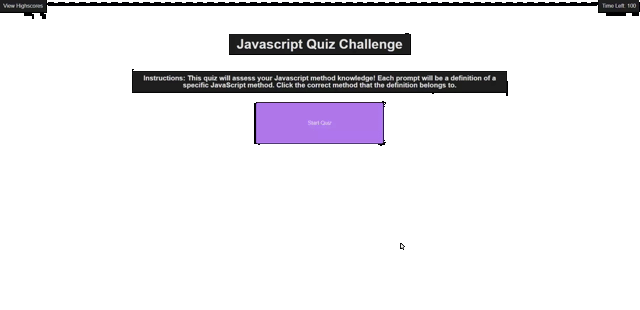 View Highscores
Time Left: 100
Javascript Quiz Challenge
Instructions: This quiz will assess your Javascript method knowledge! Each prompt will be a definition of a
specific JavaScript method. Click the correct method that the definition belongs to.
Start Quiz